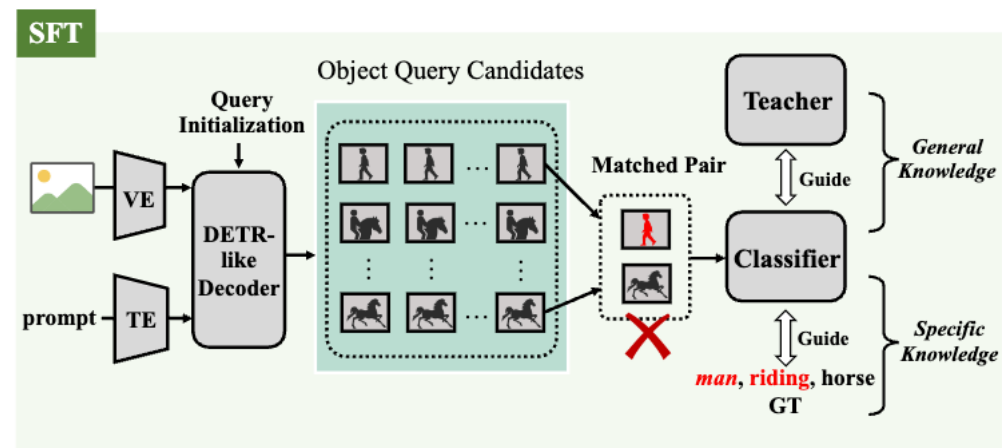 SFT
Object Query Candidates
Query
Initialization
VE
DETR-
like
Decoder
prompt
TE
Matched Pair
Teacher
Guide
General
Knowledge
Classifier
Guide
Specific
Knowledge
man, riding, horse
GT